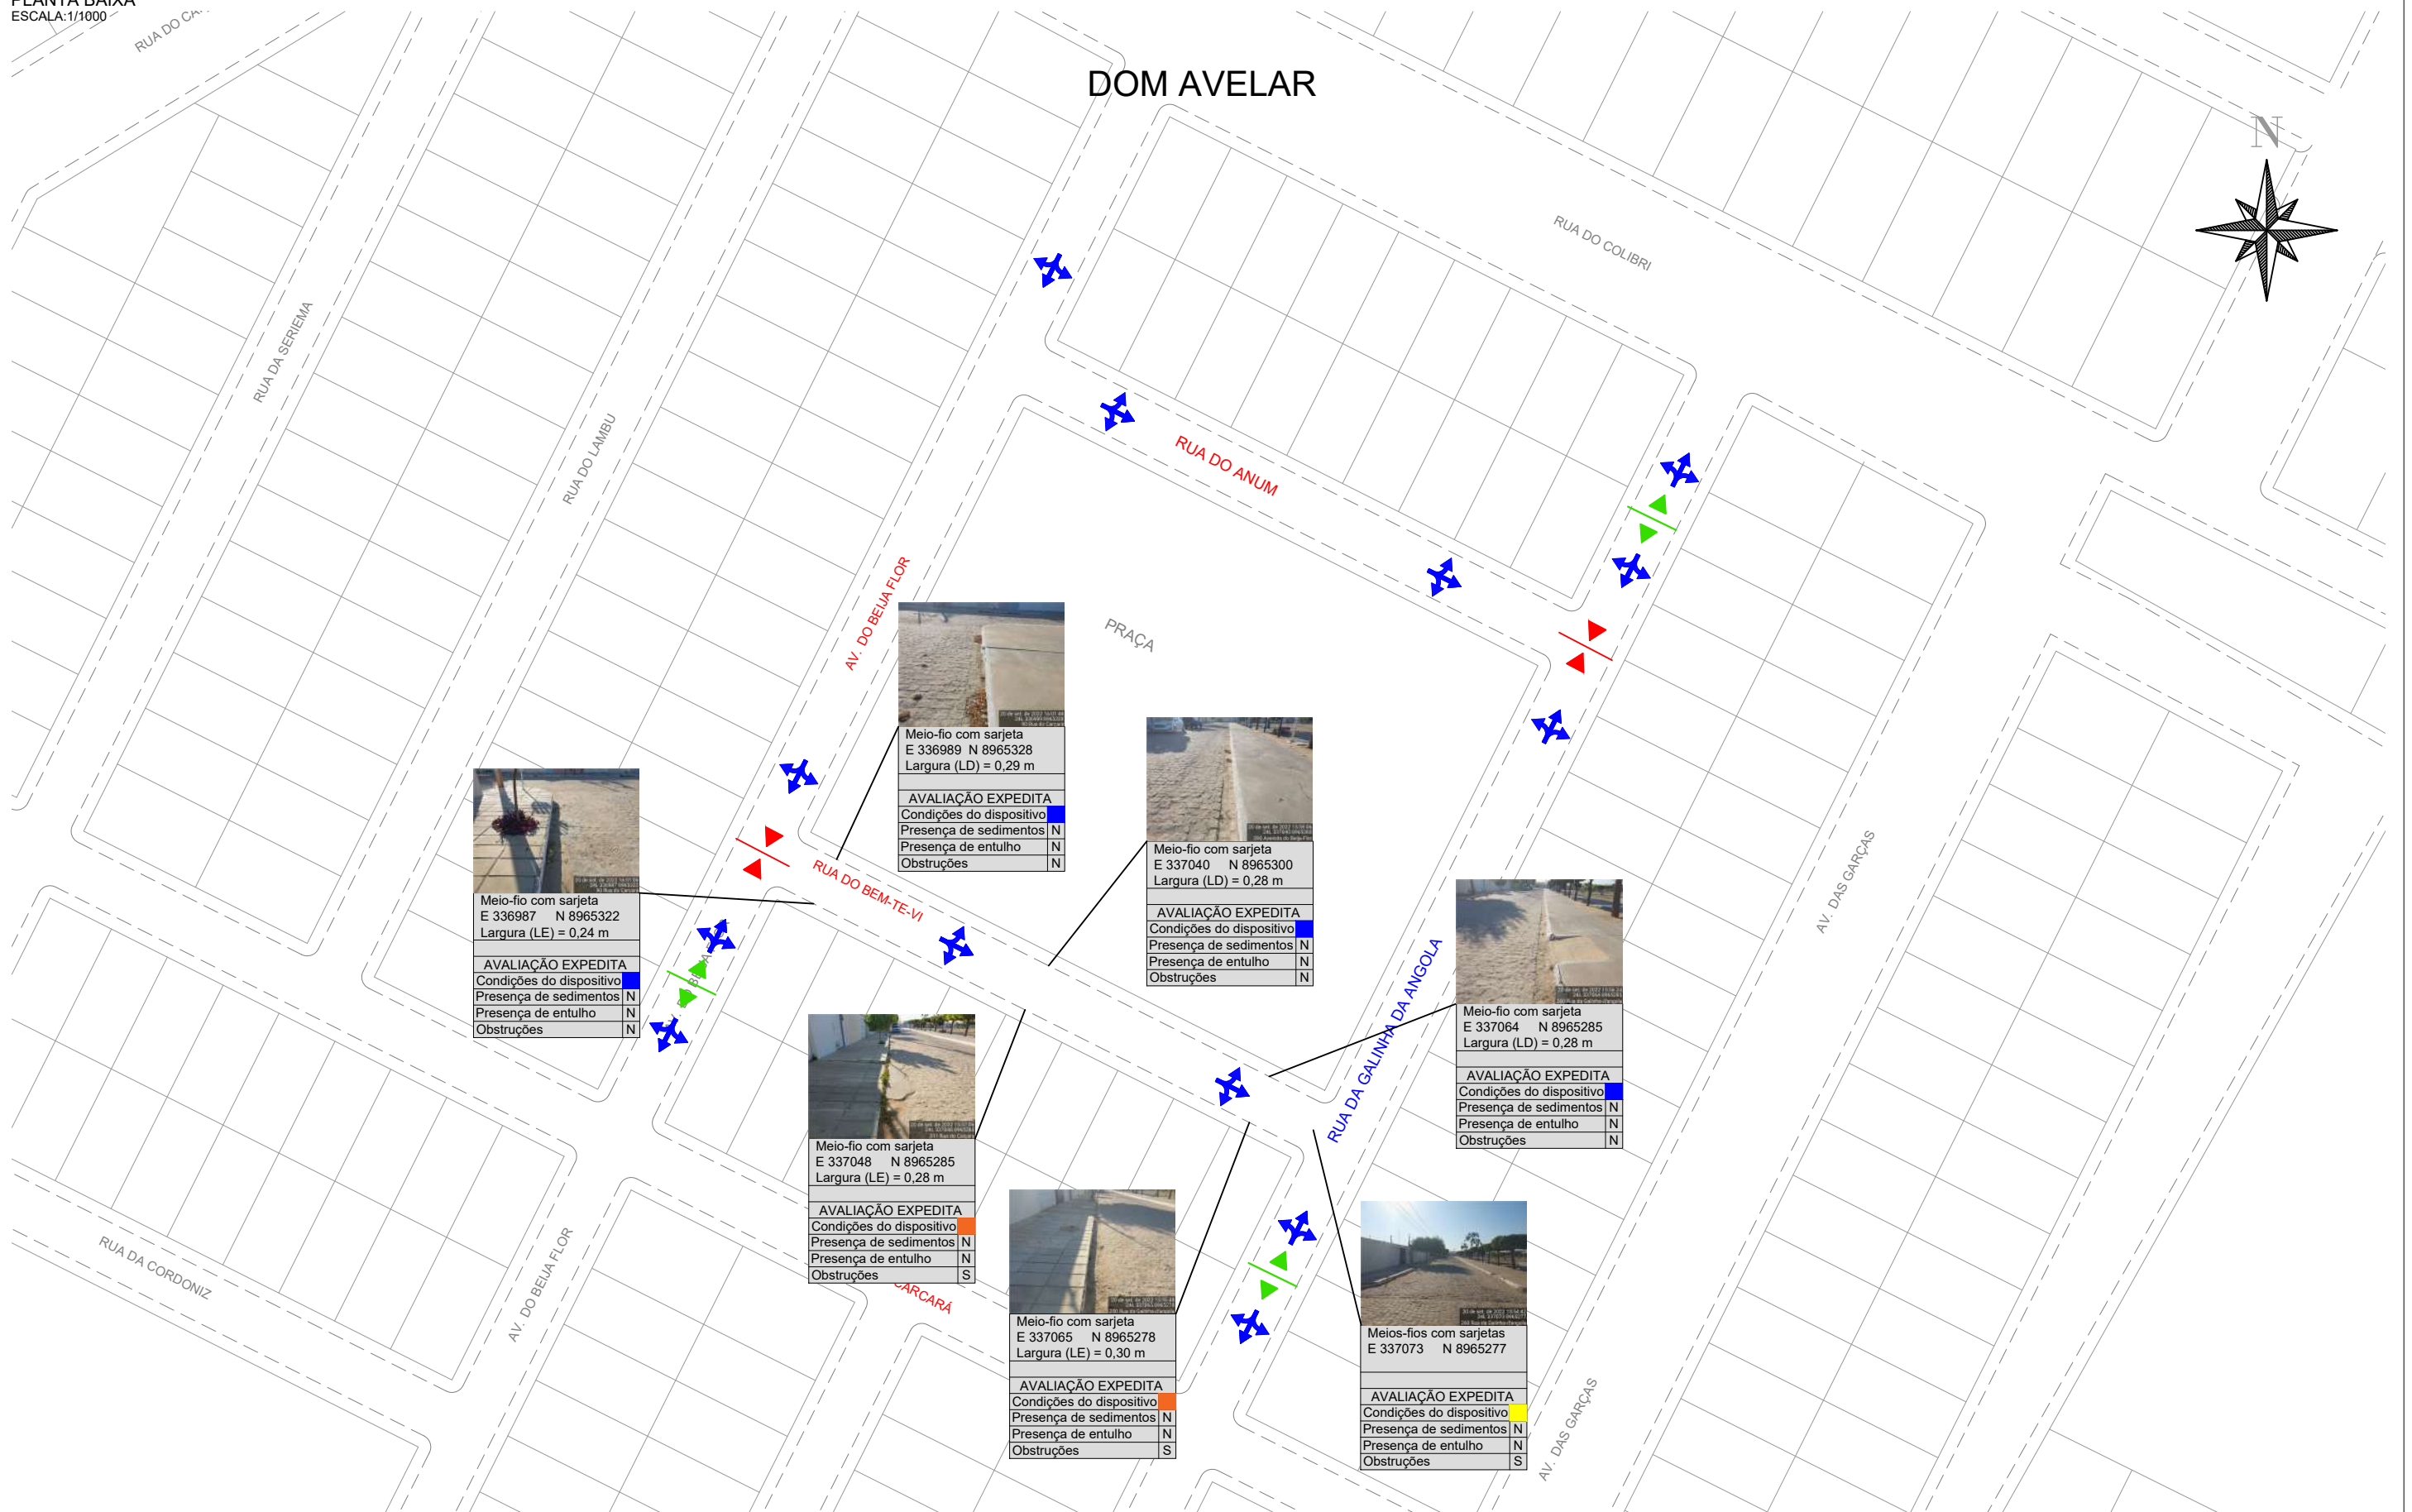 PLANTA BAIXA
ESCALA:1/1000
DOM AVELAR
N
RUA DO COLIBRI
RUA DA SERIEMA
RUA DO LAMBU
RUA DO ANUM
AV. DO BEIJA FLOR
PRAÇA
Meio-fio com sarjeta
E 336989 N 8965328
Largura (LD) = 0,29 m
AVALIAÇÃO EXPEDITA
Condições do dispositivo
Presença de sedimentos N
Presença de entulho N
Obstruções N
Meio-fio com sarjeta
E 337040 N 8965300
Largura (LD) = 0,28 m
AVALIAÇÃO EXPEDITA
Condições do dispositivo
Presença de sedimentos N
Presença de entulho N
Obstruções N
Meio-fio com sarjeta
E 336987 N 8965322
Largura (LE) = 0,24 m
AVALIAÇÃO EXPEDITA
Condições do dispositivo
Presença de sedimentos N
Presença de entulho N
Obstruções N
RUA DO BEM-TE-VI
AV. DAS GARÇAS
RUA DA GALINHA DA ANGOLA
Meio-fio com sarjeta
E 337064 N 8965285
Largura (LD) = 0,28 m
AVALIAÇÃO EXPEDITA
Condições do dispositivo
Presença de sedimentos N
Presença de entulho N
Obstruções N
Meio-fio com sarjeta
E 337048 N 8965285
Largura (LE) = 0,28 m
AVALIAÇÃO EXPEDITA
Condições do dispositivo
Presença de sedimentos N
Presença de entulho N
Obstruções S
CARCARÁ
Meio-fio com sarjeta
E 337065 N 8965278
Largura (LE) = 0,30 m
AVALIAÇÃO EXPEDITA
Condições do dispositivo
Presença de sedimentos N
Presença de entulho N
Obstruções S
Meios-fios com sarjetas
E 337073 N 8965277
AVALIAÇÃO EXPEDITA
Condições do dispositivo
Presença de sedimentos N
Presença de entulho N
Obstruções S
RUA DA CORDONIZ
AV. DO BEIJA FLOR
AV. DAS GARÇAS